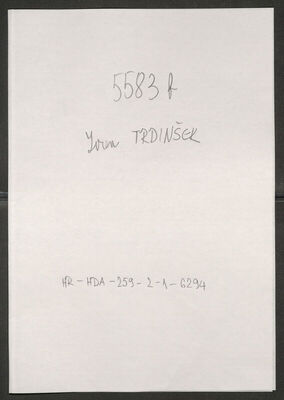 5583 f
Ivan TRDINŠEK
HR-HDA-259-2-1-6294